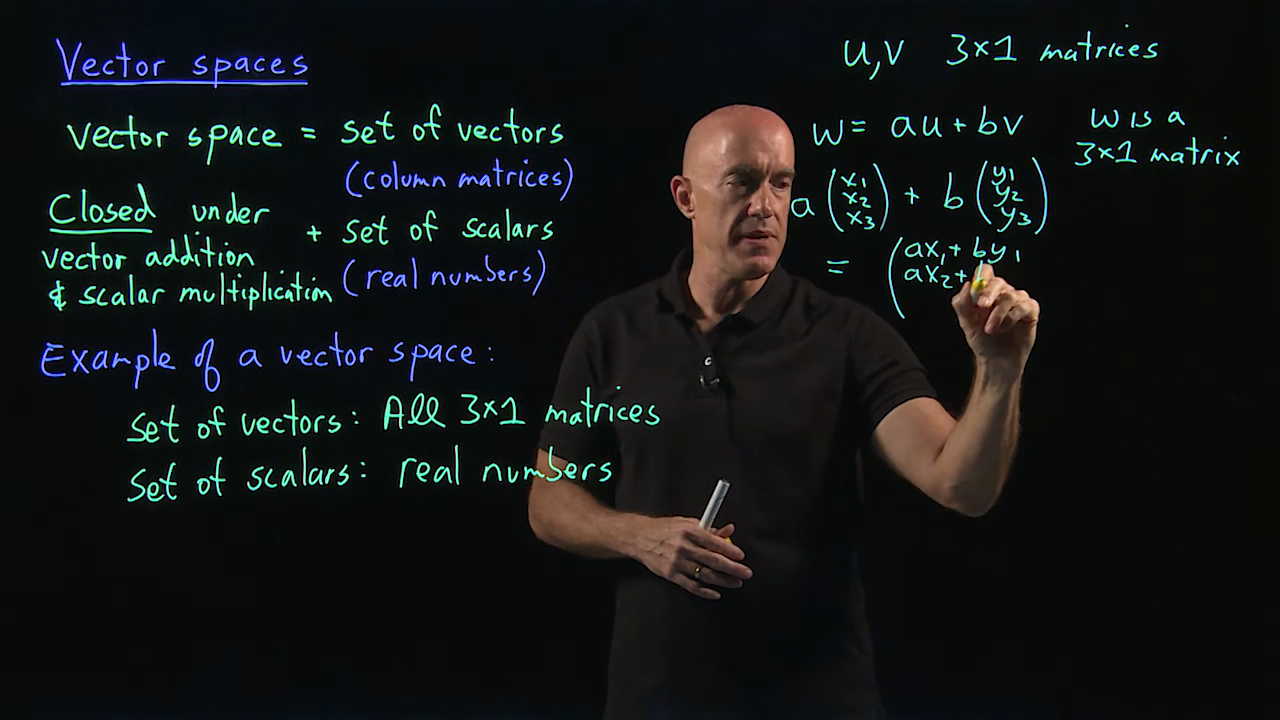 Vector spaces
vector space = set of vectors
(column matrices)
Closed under
vector addition
& scalar multiplication
+ set of scalars
(real numbers)
Example of a vector space:
set of vectors: All 3×1 matrices
set of scalars: real numbers
u,v 3×1 matrices
w = au + bv
w is a
3×1 matrix
a (x₁ x₂ x₃) + b (y₁ y₂ y₃)
= (ax₁ + by₁
ax₂ +